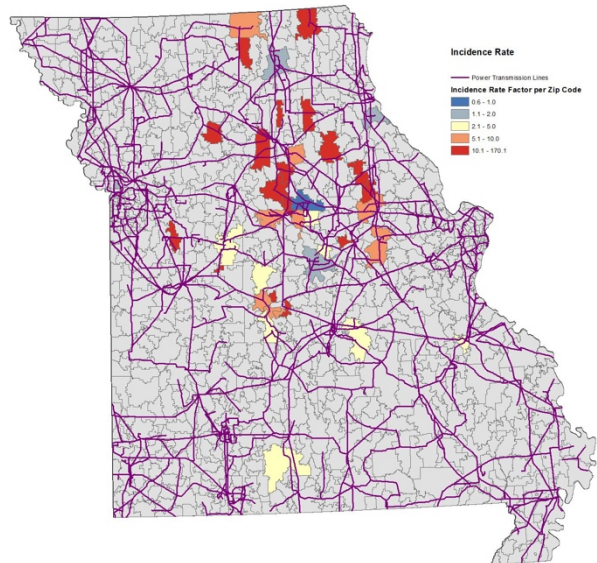 Incidence Rate
Power Transmission Lines
Incidence Rate Factor per Zip Code
0.6 - 1.0
1.1 - 2.0
2.1 - 5.0
5.1 - 10.0
10.1 - 170.1